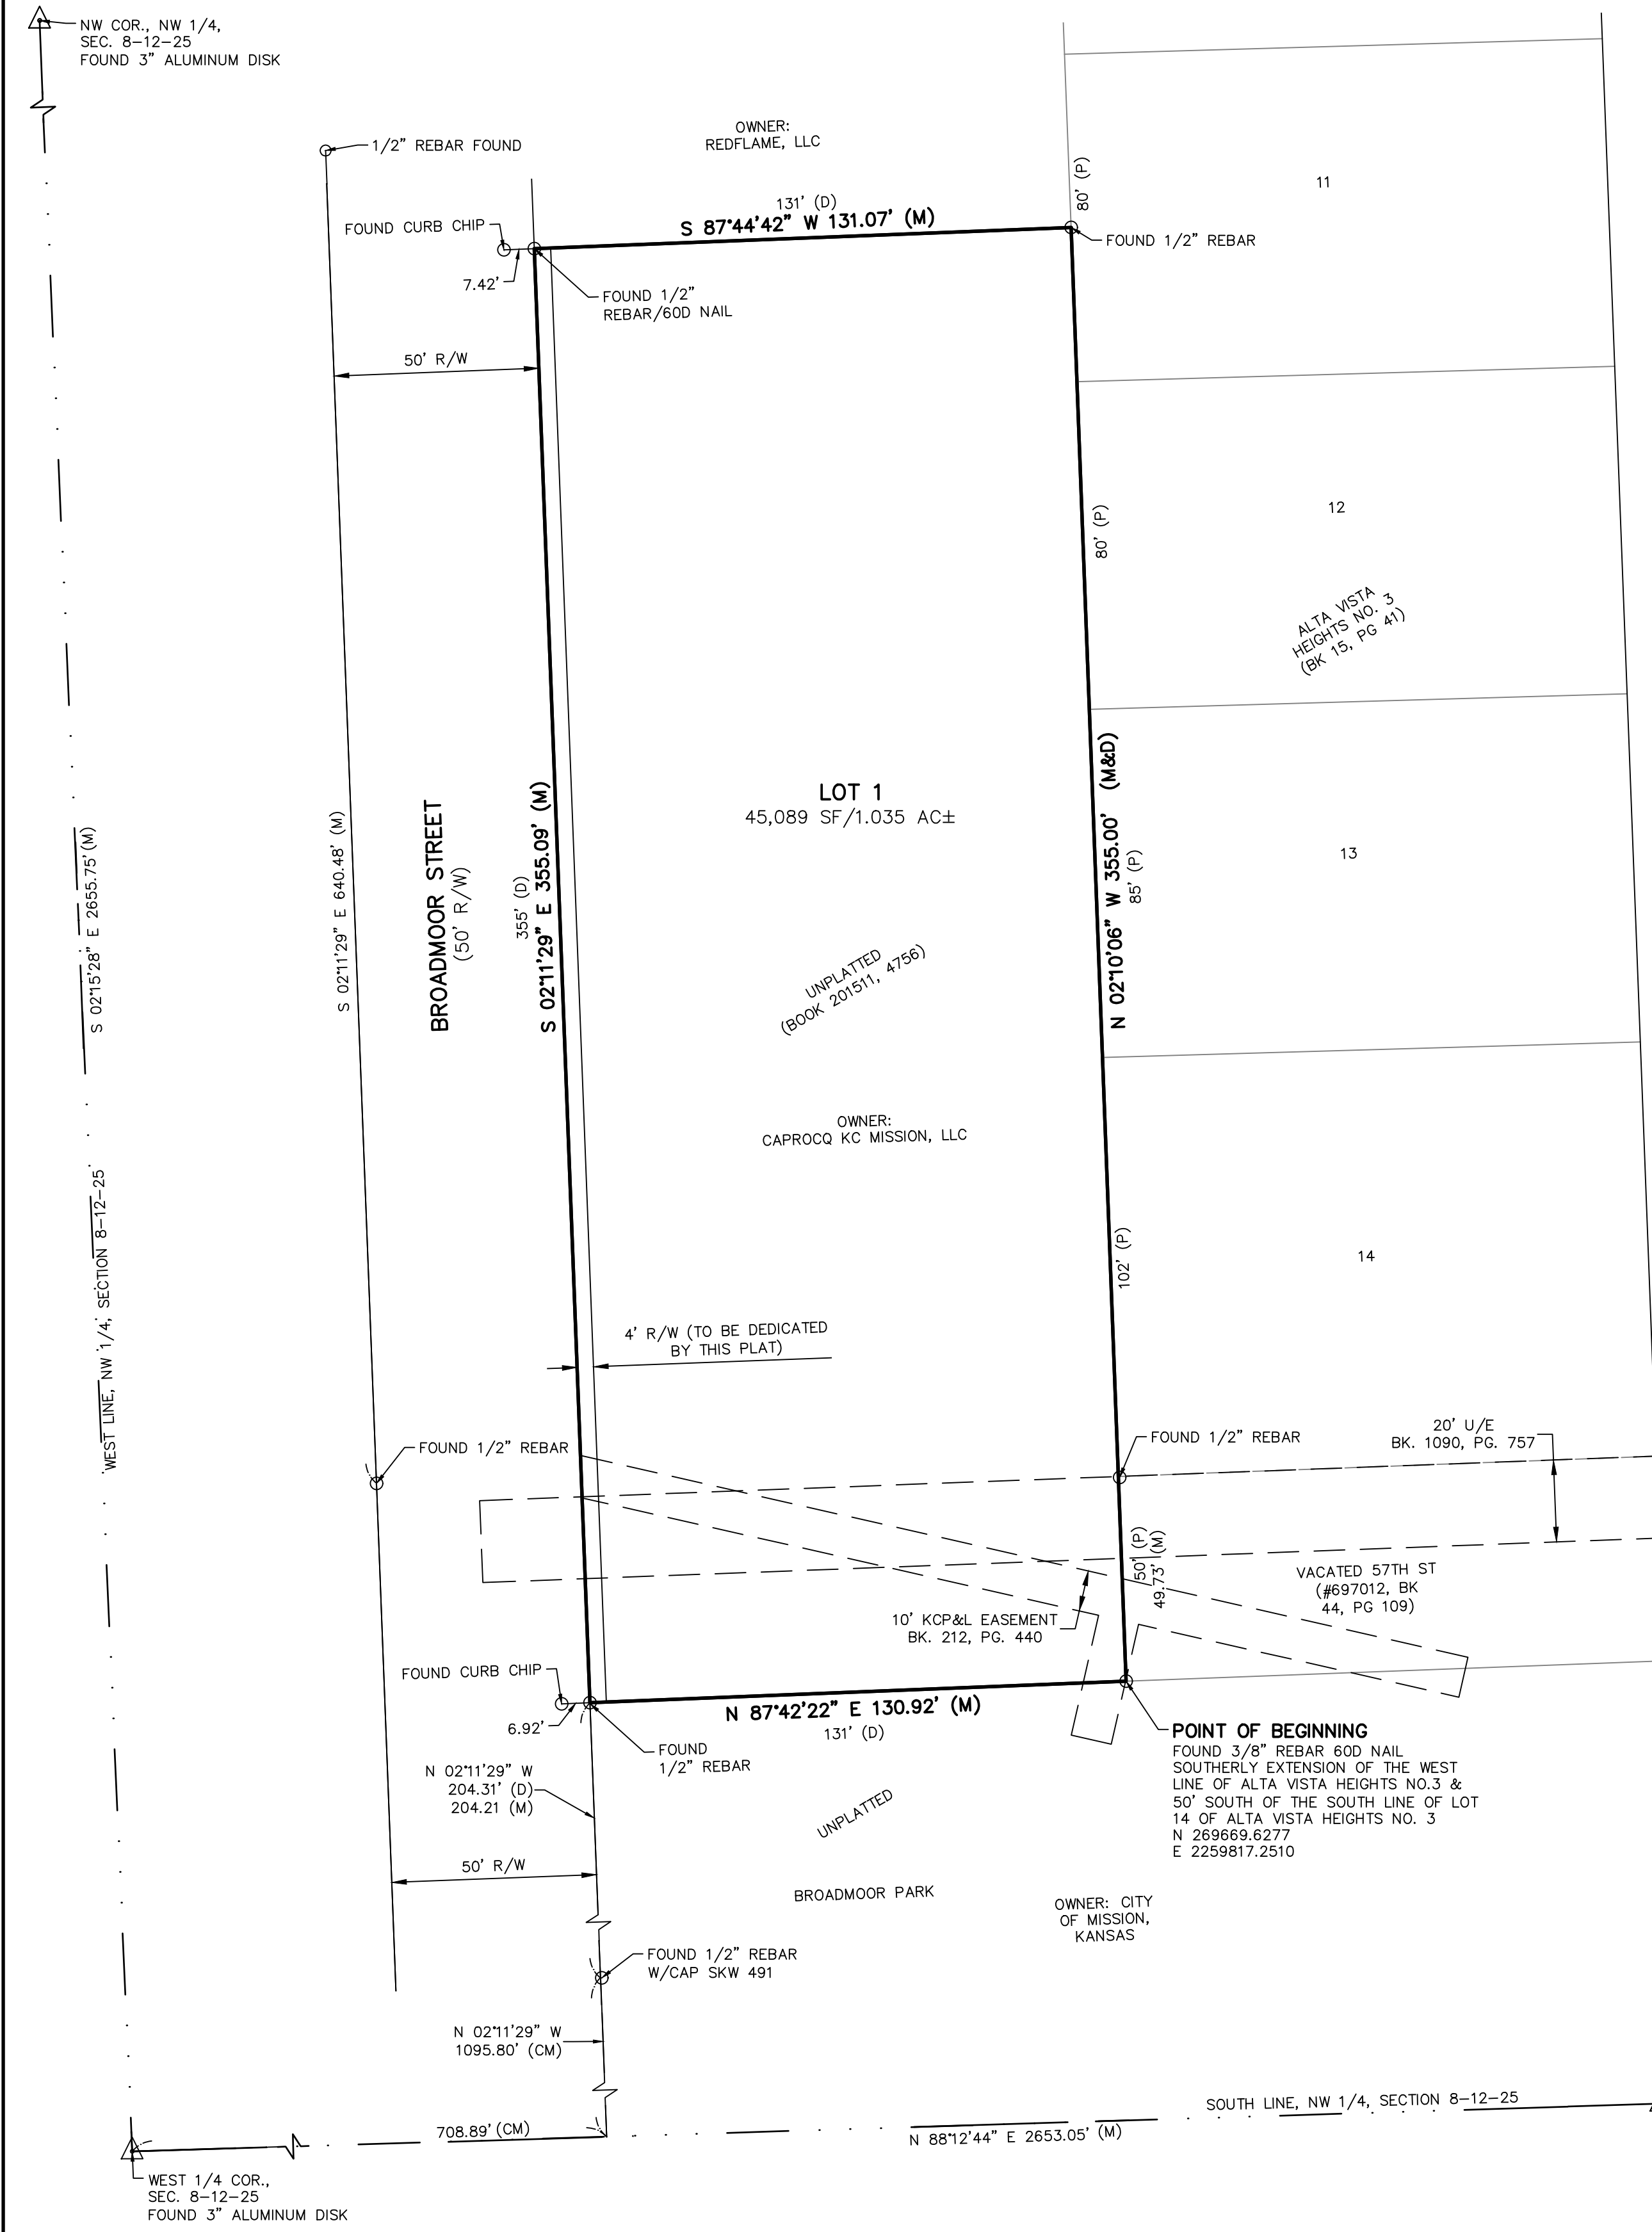 NW COR., NW 1/4,
SEC. 8-12-25
FOUND 3" ALUMINUM DISK
1/2" REBAR FOUND
OWNER:
REDFLAME, LLC
80' (P)
11
131' (D)
S 87°44'42" W 131.07' (M)
FOUND CURB CHIP
FOUND 1/2" REBAR
7.42'
FOUND 1/2"
REBAR/60D NAIL
50' R/W
80' (P)
12
ALTA VISTA
HEIGHTS NO. 3
(BK 15, PG 41)
S 02°15'28" E 2655.75' (M)
S 02°11'29" E 640.48' (M)
BROADMOOR STREET
(50' R/W)
355' (D)
S 02°11'29" E 355.09' (M)
LOT 1
45,089 SF/1.035 AC±
N 02°10'06" W 355.00' (M&D)
85' (P)
13
UNPLATTED
(BOOK 201511, 4756)
OWNER:
CAPROCQ KC MISSION, LLC
WEST LINE, NW 1/4, SECTION 8-12-25
102' (P)
14
4' R/W (TO BE DEDICATED
BY THIS PLAT)
FOUND 1/2" REBAR
FOUND 1/2" REBAR
20' U/E
BK. 1090, PG. 757
50' (P)
49.73' (M)
VACATED 57TH ST
(#697012, BK
44, PG 109)
10' KCP&L EASEMENT
BK. 212, PG. 440
FOUND CURB CHIP
6.92'
N 87°42'22" E 130.92' (M)
131' (D)
FOUND
1/2" REBAR
POINT OF BEGINNING
FOUND 3/8" REBAR 60D NAIL
SOUTHERLY EXTENSION OF THE WEST
LINE OF ALTA VISTA HEIGHTS NO.3 &
50' SOUTH OF THE SOUTH LINE OF LOT
14 OF ALTA VISTA HEIGHTS NO. 3
N 269669.6277
E 2259817.2510
N 02°11'29" W
204.31' (D)
204.21 (M)
UNPLATTED
50' R/W
BROADMOOR PARK
OWNER: CITY
OF MISSION,
KANSAS
FOUND 1/2" REBAR
W/CAP SKW 491
N 02°11'29" W
1095.80' (CM)
SOUTH LINE, NW 1/4, SECTION 8-12-25
708.89' (CM)
N 88°12'44" E 2653.05' (M)
WEST 1/4 COR.,
SEC. 8-12-25
FOUND 3" ALUMINUM DISK